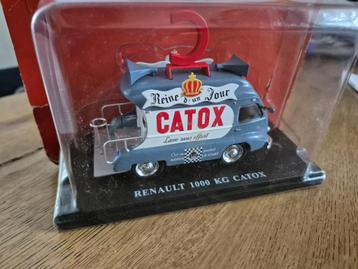 Reine d'un Jour
CATOX
Lave sans effort
RENAULT 1000 KG CATOX